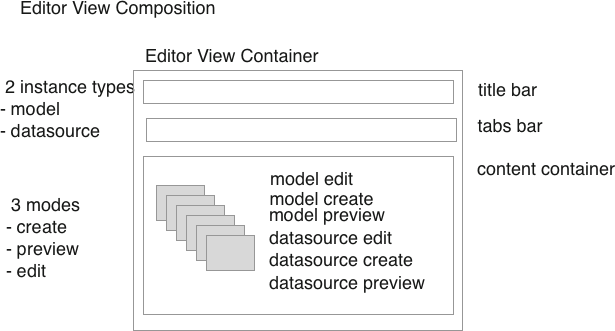 Editor View Composition
Editor View Container
2 instance types
- model
- datasource
title bar
tabs bar
content container
3 modes
- create
- preview
- edit
model edit
model create
model preview
datasource edit
datasource create
datasource preview